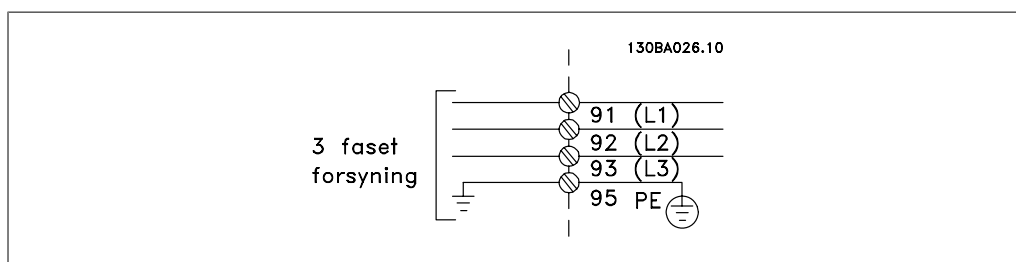 130BA026.10
91 (L1)
92 (L2)
93 (L3)
95 PE
3 faset
forsyning